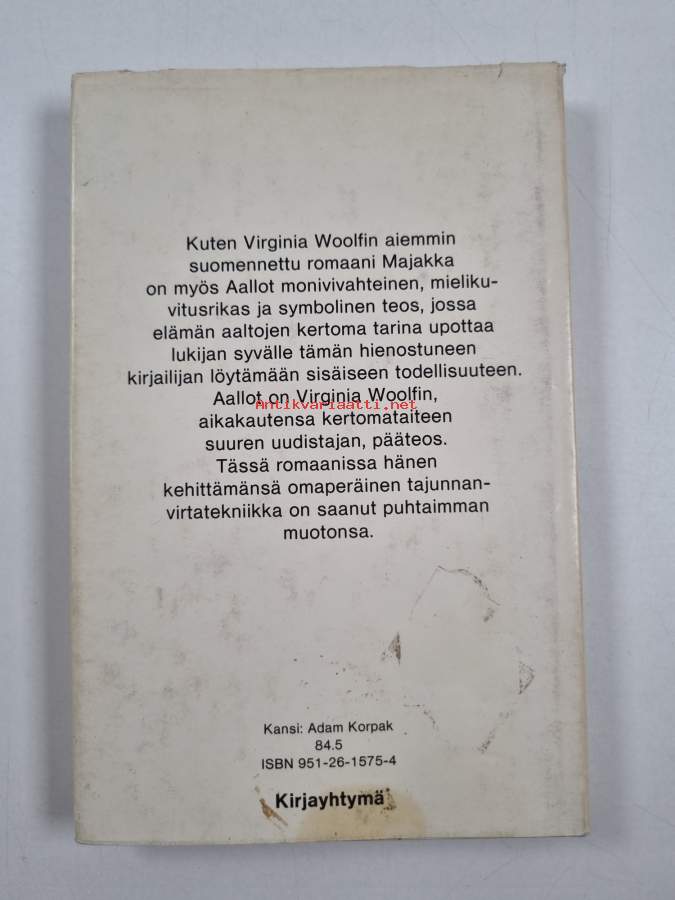 Kuten Virginia Woolfin aiemmin
suomennettu romaani Majakka
on myös Aallot monivivahteinen, mieliku-
vitusrikas ja symbolinen teos, jossa
elämän aaltojen kertoma tarina upottaa
lukijan syvälle tämän hienostuneen
kirjailijan löytämään sisäiseen todellisuuteen.
Aallot on Virginia Woolfin,
Antikvariaatti.net
aikakautensa kertomataiteen
suuren uudistajan, pääteos.
Tässä romaanissa hänen
kehittämänsä omaperäinen tajunnan-
virtatekniikka on saanut puhtaimman
muotonsa.
Kansi: Adam Korpak
84.5
ISBN 951-26-1575-4
Kirjayhtymä